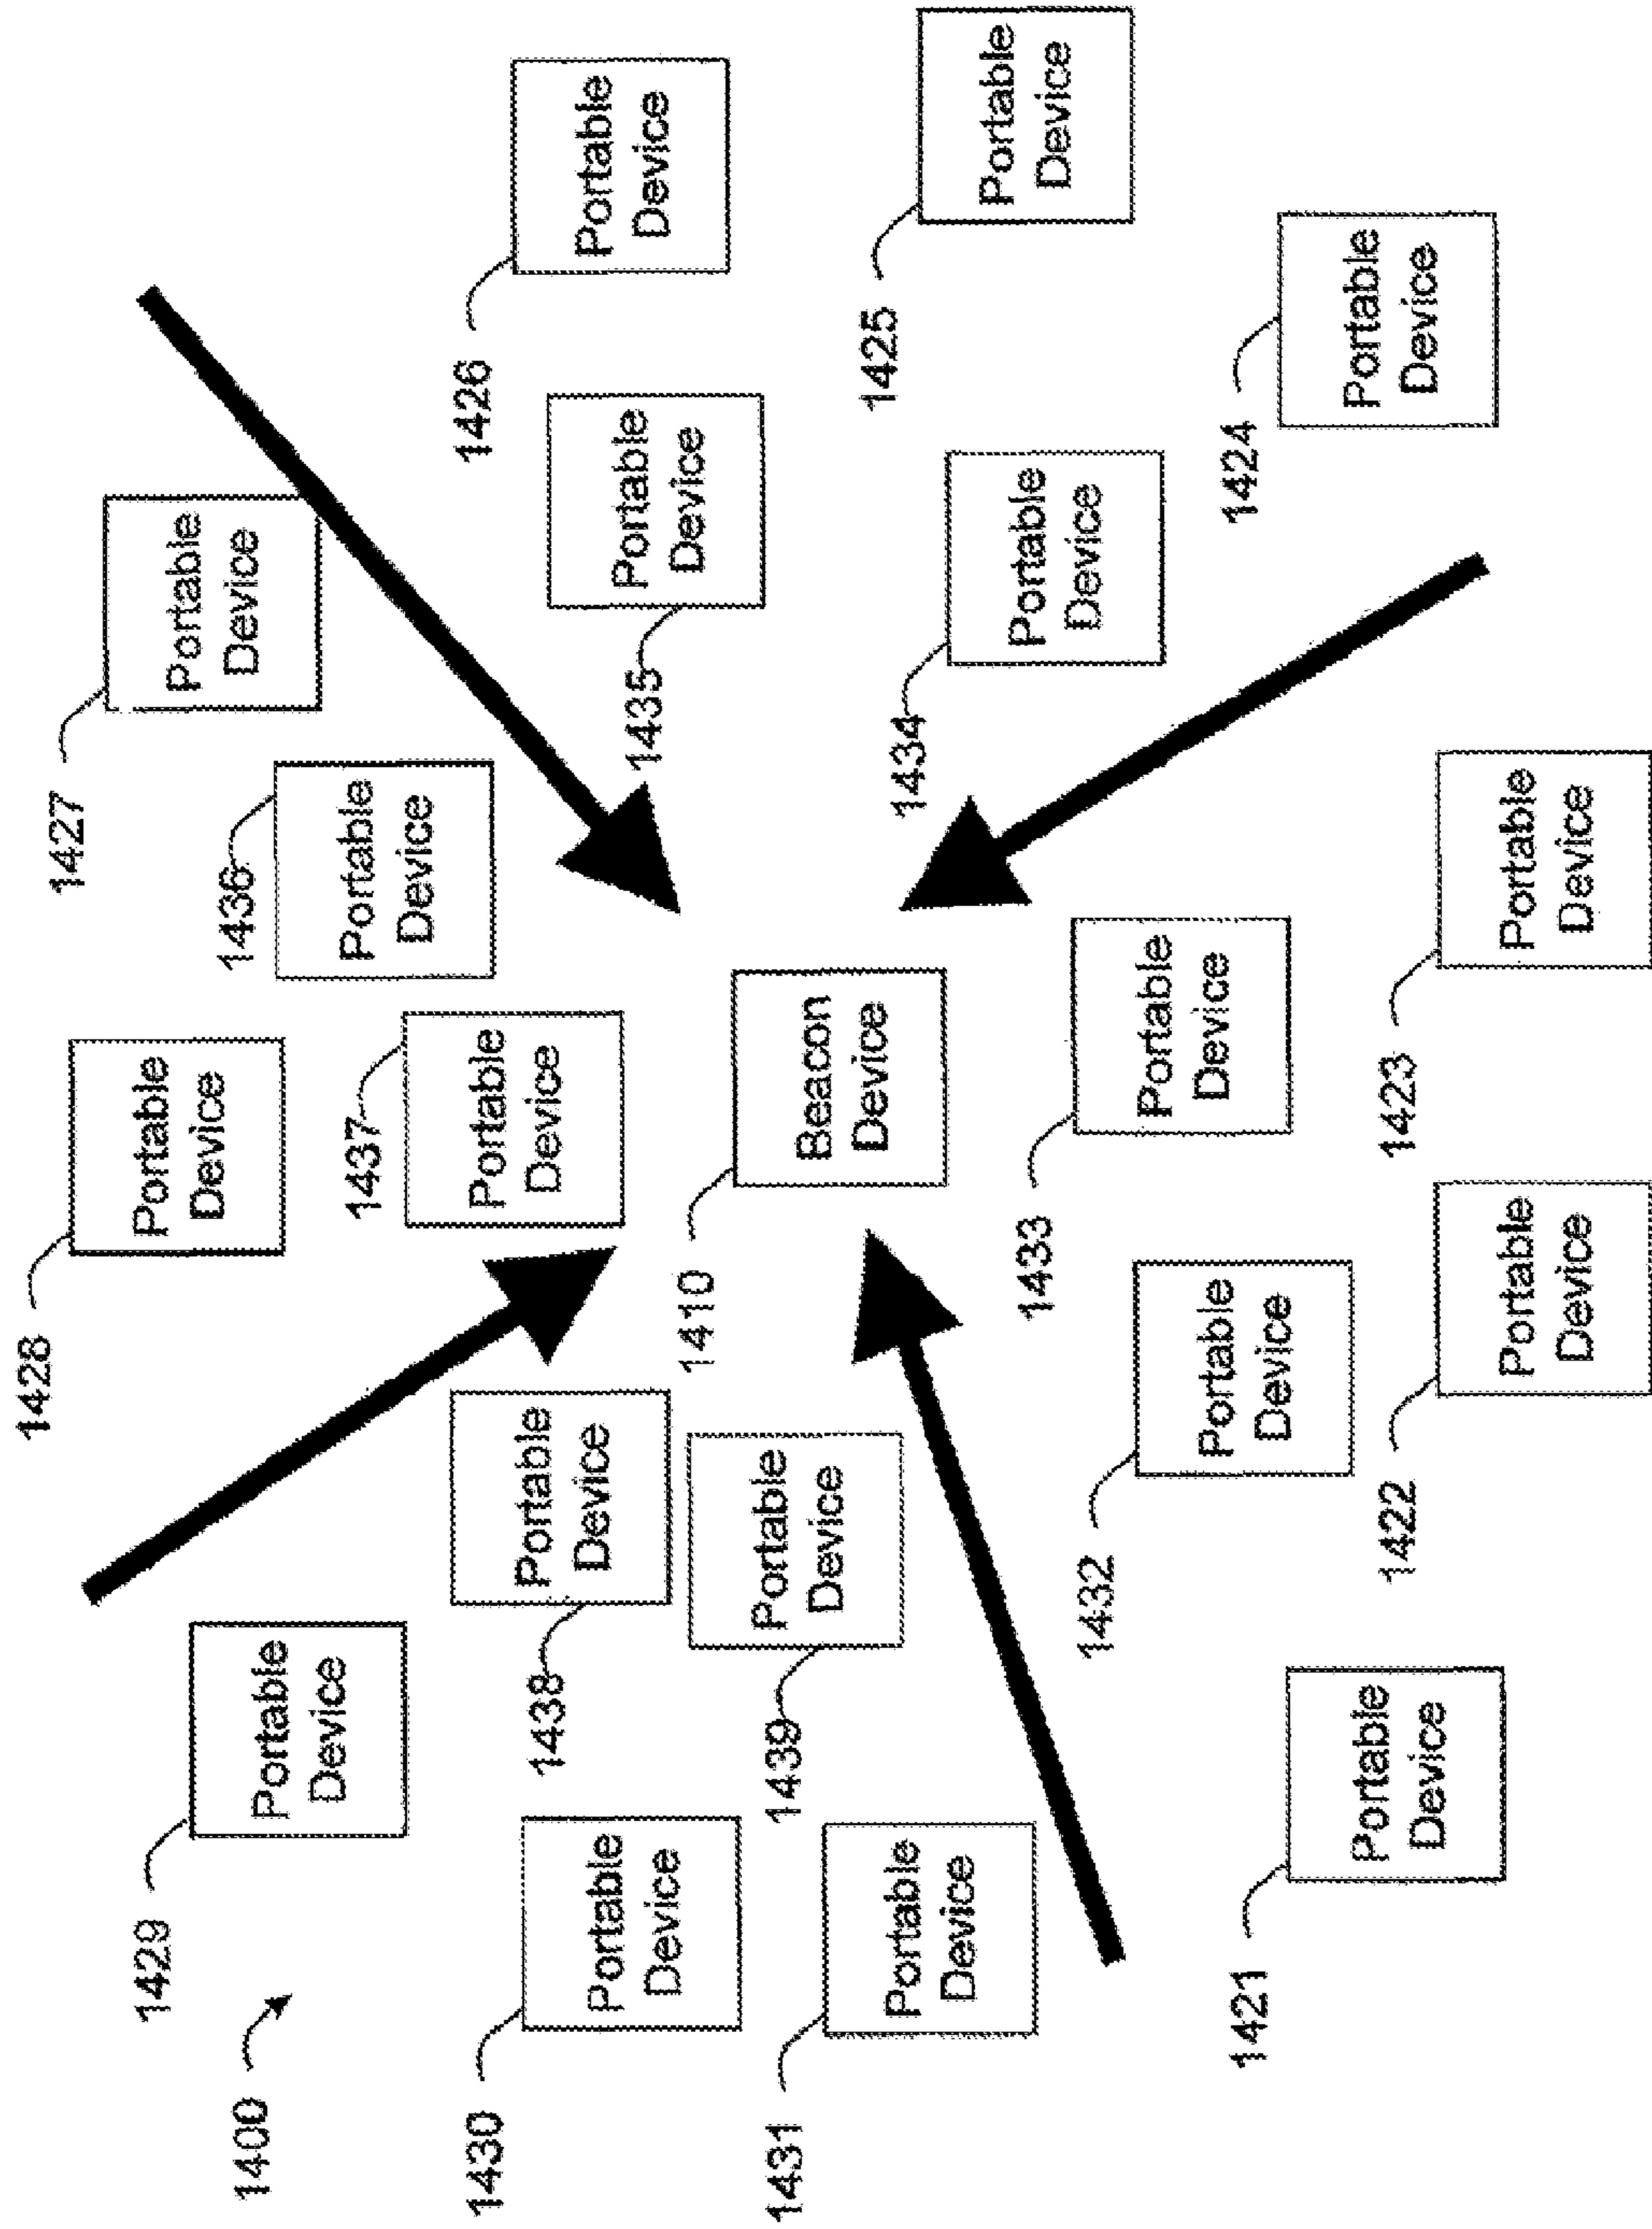 1428
Portable
Device
1427
Portable
Device
1429
Portable
Device
1400
1436
Portable
Device
1437
Portable
Device
1426
Portable
Device
1430
Portable
Device
1438
Portable
Device
1435
Portable
Device
1410
Beacon
Device
1439
Portable
Device
1431
Portable
Device
1425
Portable
Device
1434
Portable
Device
1433
Portable
Device
1432
Portable
Device
1424
Portable
Device
1421
Portable
Device
1423
Portable
Device
1422
Portable
Device